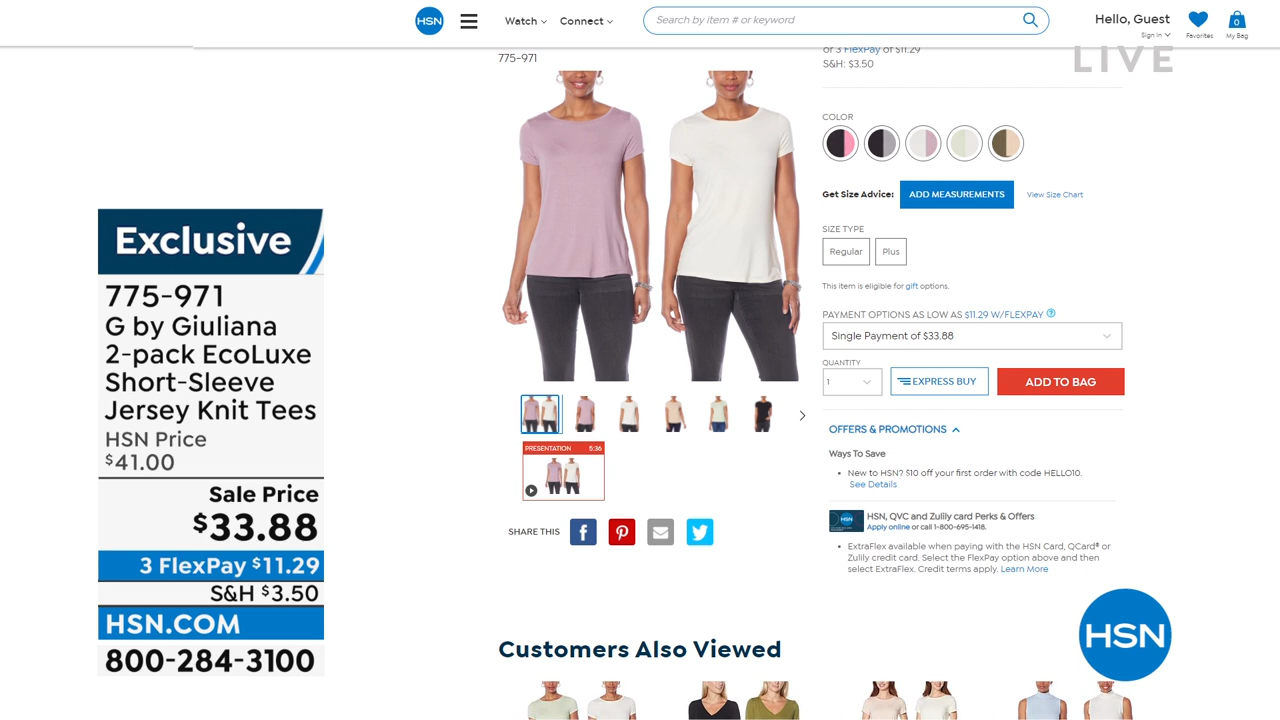 HSN
Watch
Connect
Search by item # or keyword
Hello, Guest
Sign In
Favorites
0
My Bag
LIVE
775-971
or 3 FlexPay of $11.29
S&H: $3.50
COLOR
Get Size Advice:
ADD MEASUREMENTS
View Size Chart
SIZE TYPE
Regular
Plus
This item is eligible for gift options.
PAYMENT OPTIONS AS LOW AS $11.29 W/FLEXPAY ?
Single Payment of $33.88
QUANTITY
1
EXPRESS BUY
ADD TO BAG
OFFERS & PROMOTIONS
Ways To Save
• New to HSN? $10 off your first order with code HELLO10.
See Details
HSN, QVC and Zulily card Perks & Offers
Apply online or call 1-800-695-1418.
• ExtraFlex available when paying with the HSN Card, QCard® or
Zulily credit card. Select the FlexPay option above and then
select ExtraFlex. Credit terms apply. Learn More
PRESENTATION 5:36
SHARE THIS
Customers Also Viewed
HSN
Exclusive
775-971
G by Giuliana
2-pack EcoLuxe
Short-Sleeve
Jersey Knit Tees
HSN Price
$41.00
Sale Price
$33.88
3 FlexPay $11.29
S&H $3.50
HSN.COM
800-284-3100